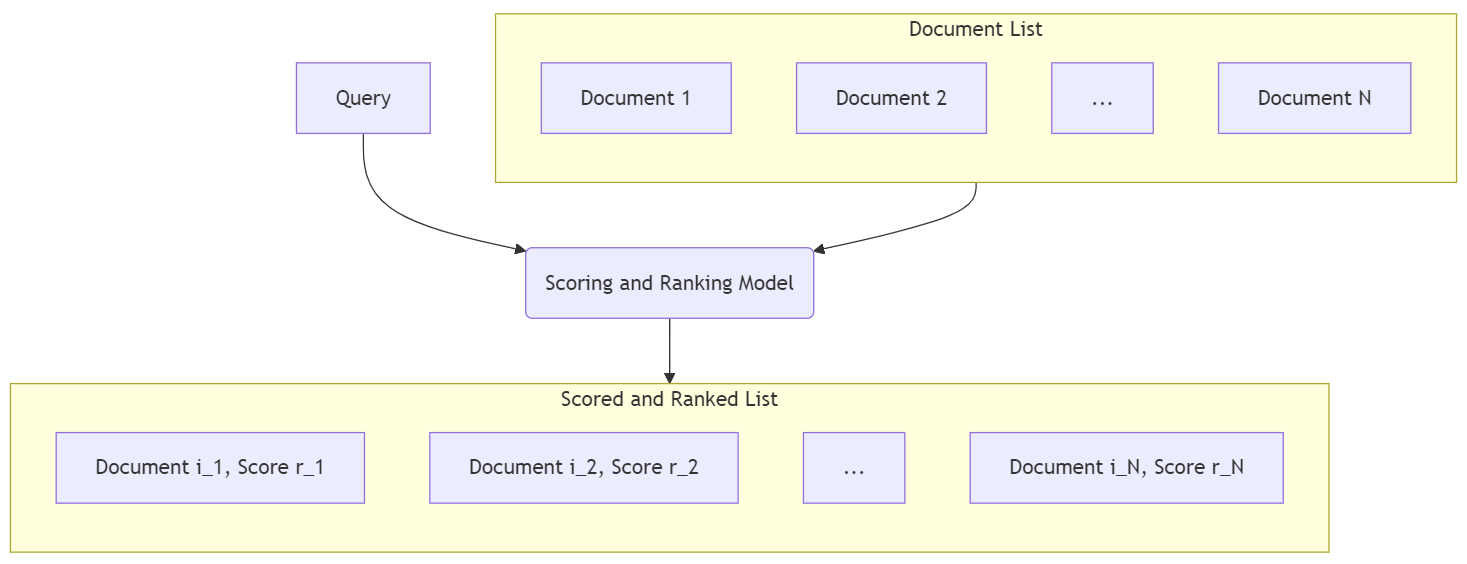 Document List
Query
Document 1
Document 2
...
Document N
Scoring and Ranking Model
Scored and Ranked List
Document i_1, Score r_1
Document i_2, Score r_2
...
Document i_N, Score r_N